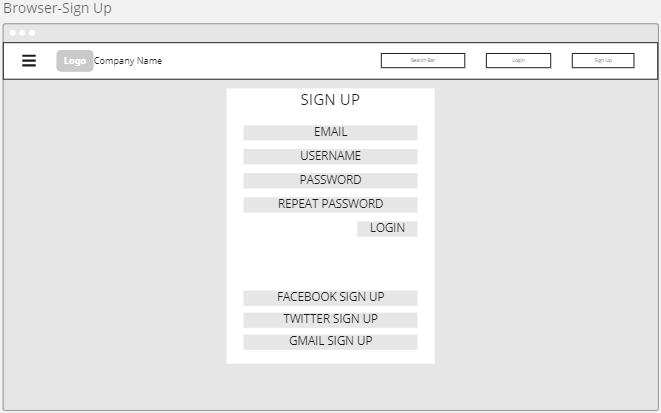 Browser-Sign Up
Logo Company Name Search Bar Login Sign Up
SIGN UP
EMAIL
USERNAME
PASSWORD
REPEAT PASSWORD
LOGIN
FACEBOOK SIGN UP
TWITTER SIGN UP
GMAIL SIGN UP